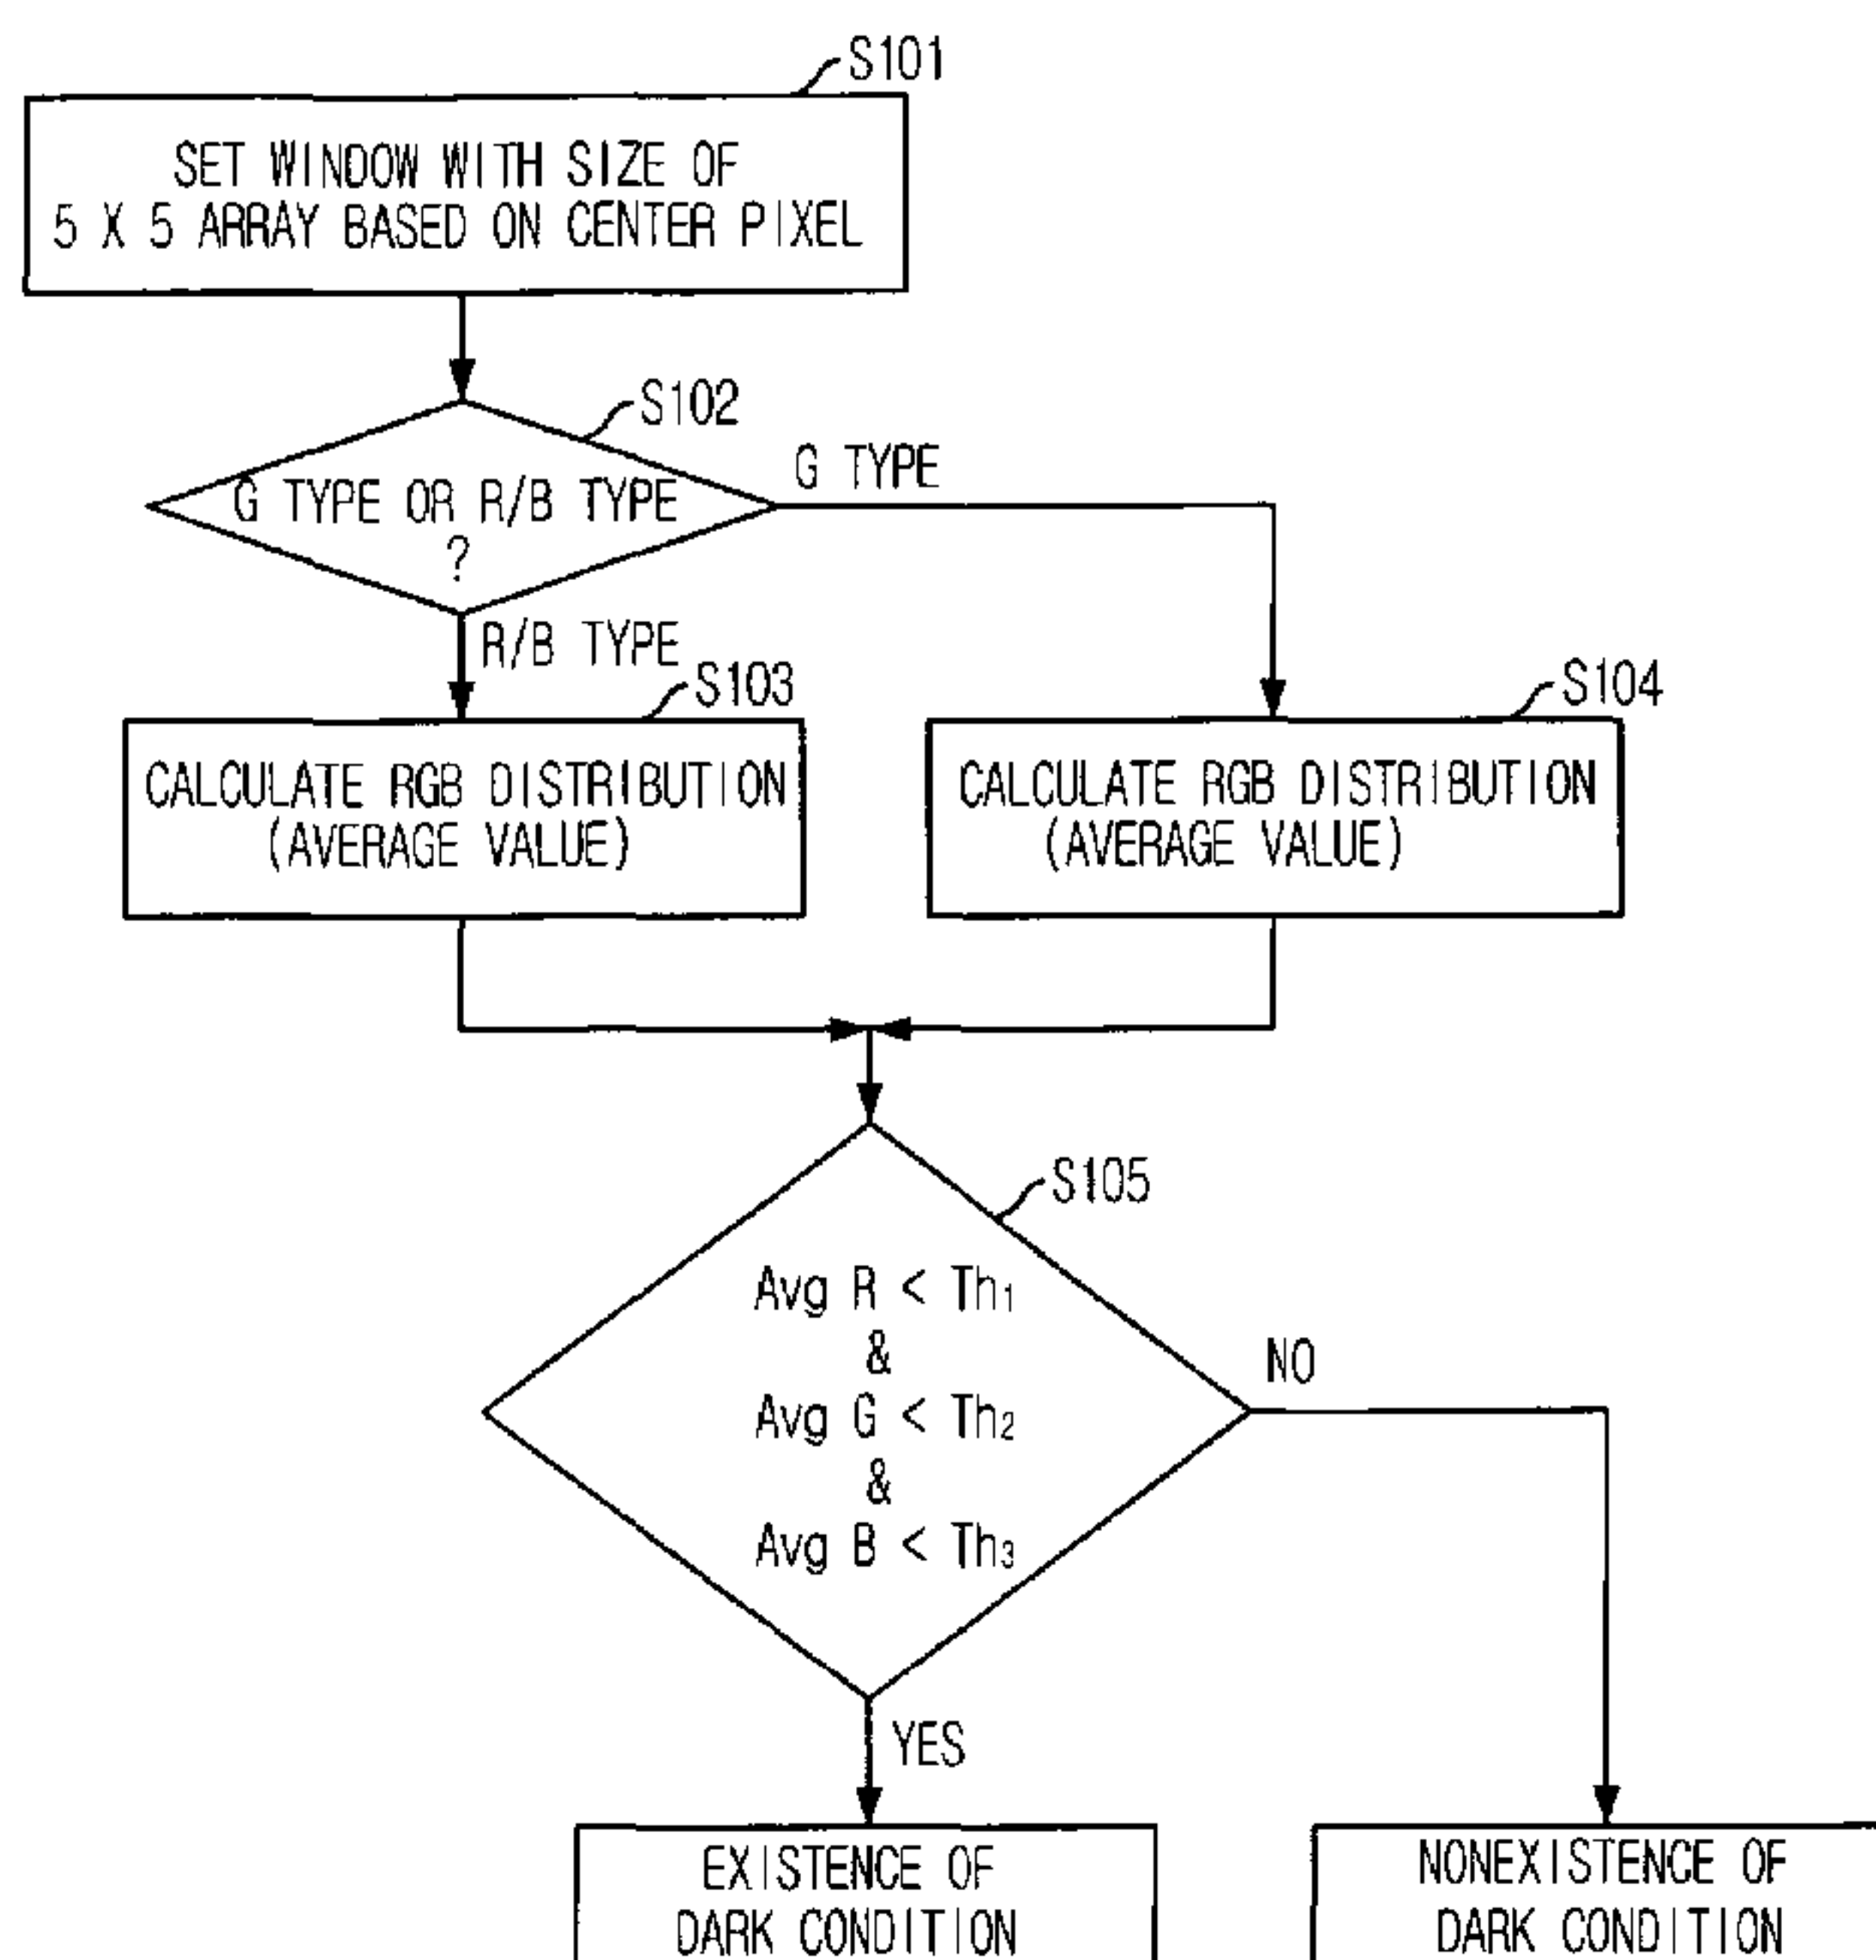 S101
SET WINDOW WITH SIZE OF
5 X 5 ARRAY BASED ON CENTER PIXEL
S102
G TYPE
G TYPE OR R/B TYPE
?
R/B TYPE
S103
S104
CALCULATE RGB DISTRIBUTION
(AVERAGE VALUE)
CALCULATE RGB DISTRIBUTION
(AVERAGE VALUE)
S105
Avg R < Th₁
&
Avg G < Th₂
&
Avg B < Th₃
NO
YES
EXISTENCE OF
DARK CONDITION
NONEXISTENCE OF
DARK CONDITION